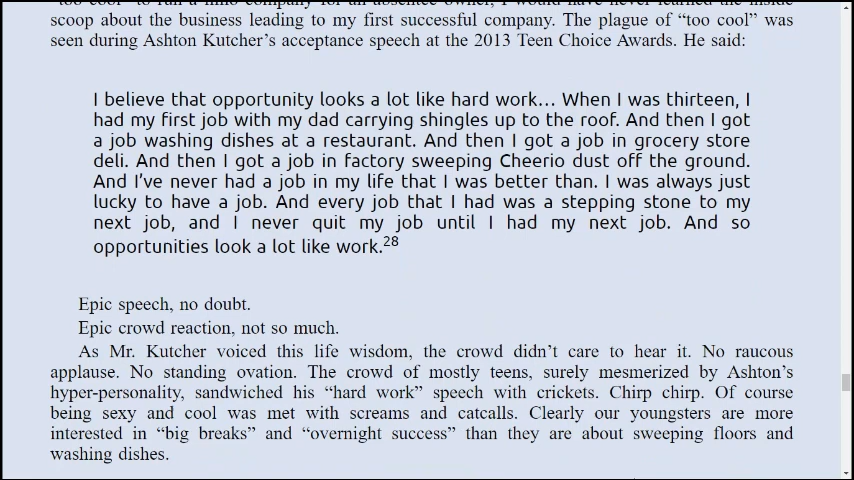 scoop about the business leading to my first successful company. The plague of “too cool” was
seen during Ashton Kutcher’s acceptance speech at the 2013 Teen Choice Awards. He said:
I believe that opportunity looks a lot like hard work… When I was thirteen, I
had my first job with my dad carrying shingles up to the roof. And then I got
a job washing dishes at a restaurant. And then I got a job in grocery store
deli. And then I got a job in factory sweeping Cheerio dust off the ground.
And I’ve never had a job in my life that I was better than. I was always just
lucky to have a job. And every job that I had was a stepping stone to my
next job, and I never quit my job until I had my next job. And so
opportunities look a lot like work.28
Epic speech, no doubt.
Epic crowd reaction, not so much.
As Mr. Kutcher voiced this life wisdom, the crowd didn’t care to hear it. No raucous
applause. No standing ovation. The crowd of mostly teens, surely mesmerized by Ashton’s
hyper-personality, sandwiched his “hard work” speech with crickets. Chirp chirp. Of course
being sexy and cool was met with screams and catcalls. Clearly our youngsters are more
interested in “big breaks” and “overnight success” than they are about sweeping floors and
washing dishes.